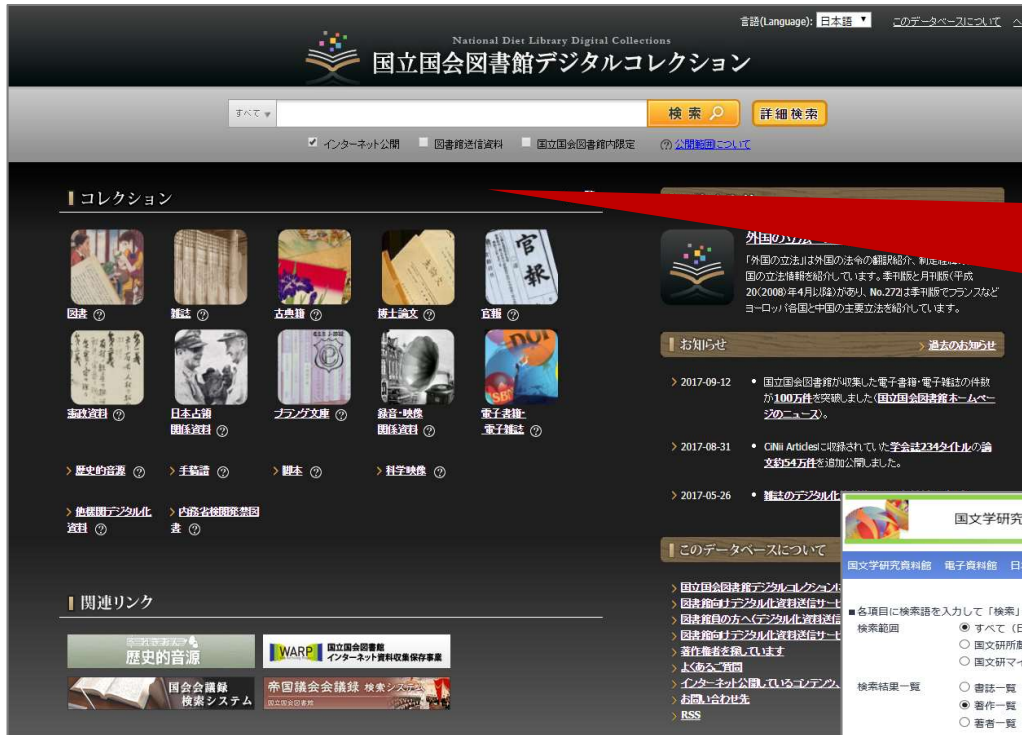 言語(Language): 日本語 ▼ このデータベースについて
National Diet Library Digital Collections
国立国会図書館デジタルコレクション
すべて ▼ 検索 詳細検索
インターネット公開 図書館送信資料 国立国会図書館内限定 (?) 公開範囲について
コレクション
図書 (?) 雑誌 (?) 古典籍 (?) 博士論文 (?) 官報 (?)
憲政資料 (?) 日本占領 プランゲ文庫 (?) 録音・映像 電子書籍・
関係資料 (?) 関係資料 (?) 電子雑誌 (?)
> 歴史的音源 (?) > 手稿譜 (?) > 脚本 (?) > 科学映像 (?)
> 他機関デジタル化 > 内務省検閲発禁図
資料 (?) 書 (?)
関連リンク
歴史的音源
WARP 国立国会図書館
インターネット資料収集保存事業
国会会議録
検索システム
帝国議会会議録 検索システム
国立国会図書館
外国の立法
「外国の立法」は外国の法令の翻訳紹介、制定経緯
国の立法情報を紹介しています。季刊版と月刊版(平成
20(2008)年4月以降)があり、No.272は季刊版でフランスなど
ヨーロッパ各国と中国の主要立法を紹介しています。
お知らせ > 過去のお知らせ
> 2017-09-12 • 国立国会図書館が収集した電子書籍・電子雑誌の件数
が100万件を突破しました(国立国会図書館ホームペー
ジのニュース)。
> 2017-08-31 • CiNii Articlesに収録されていた学会誌234タイトルの論
文約54万件を追加公開しました。
> 2017-05-26 • 雑誌のデジタル化
このデータベースについて
> 国立国会図書館デジタルコレクション
> 図書館向けデジタル化資料送信サー
> 図書館員の方へ(デジタル化資料送信
> 図書館向けデジタル化資料送信サー
> 著作権者を探しています
> よくあるご質問
> インターネット公開しているコンテンツ
> お問い合わせ先
> RSS
国文学研究
国文学研究資料館 電子資料館
■各項目に検索語を入力して「検索」
検索範囲 すべて
国文研所蔵
国文研マイ
検索結果一覧 書誌一覧
著作一覧
著者一覧